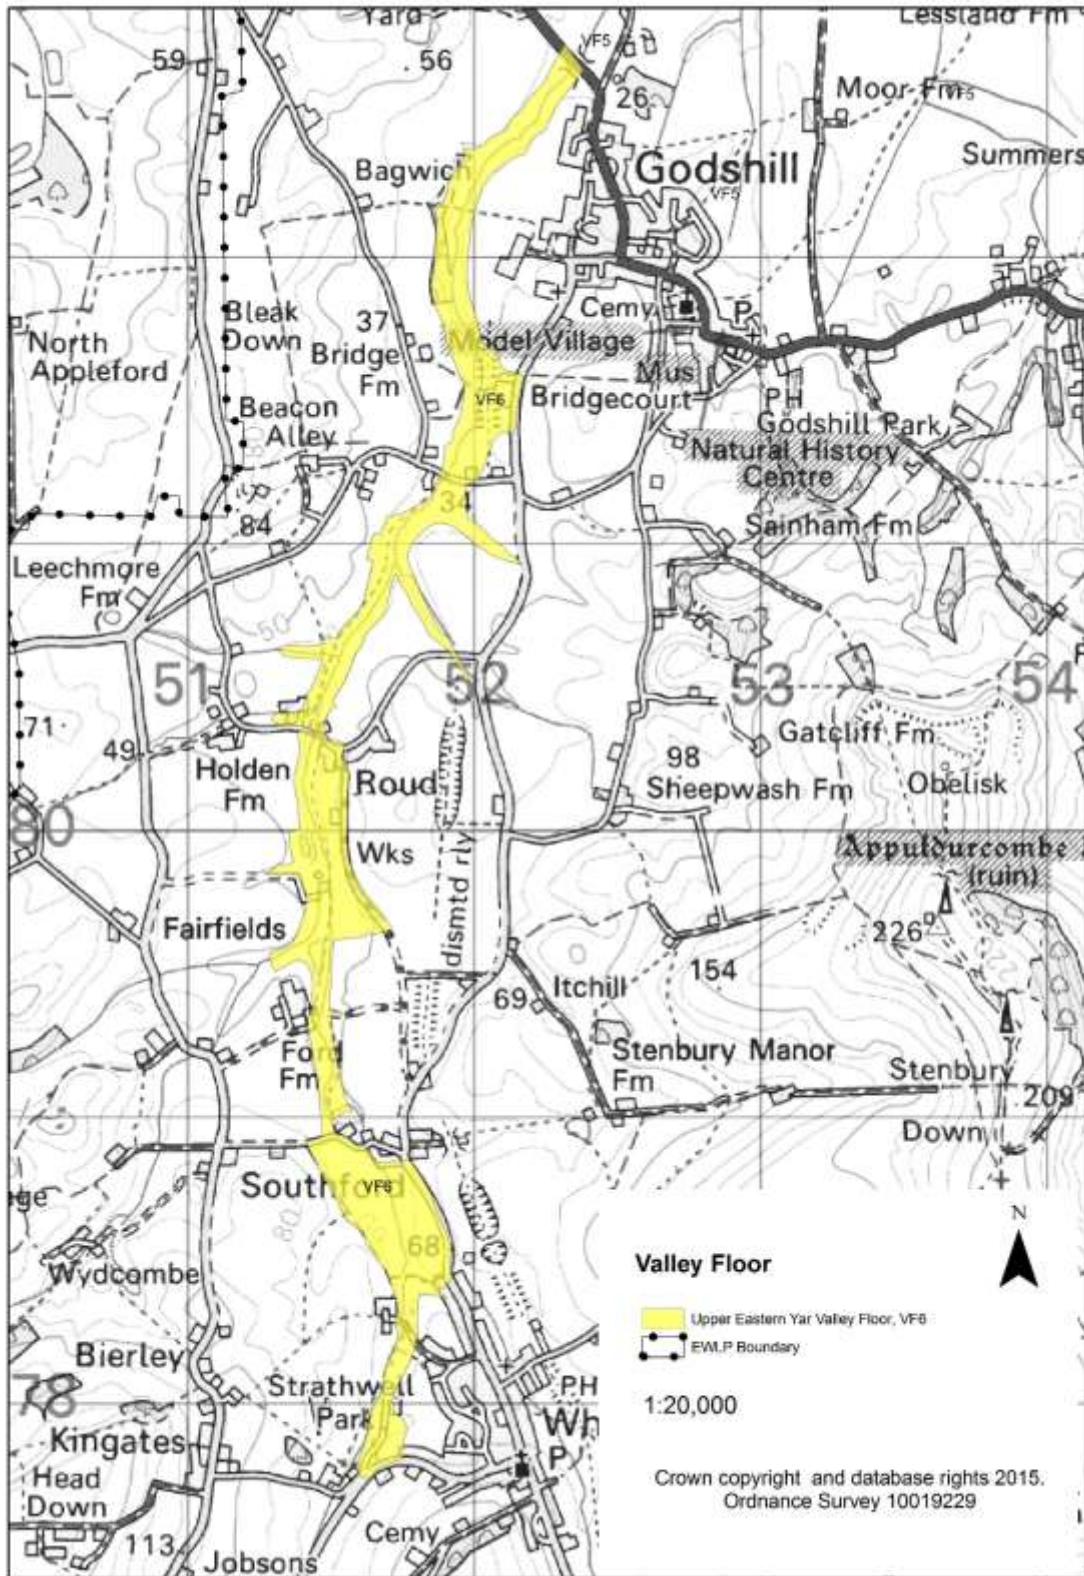 Yard
Lessland Fm
VF5
59
56
26
Moor Fm
5
Godshill
Summers
Bagwich
VF5
Cemy
P
Bleak
Down
37
Model Village
North
Appleford
Bridge
Fm
Mus
VF6
Bridgecourt
PH
Beacon
Alley
Godshill Park
Natural History
Centre
34
84
Sainham Fm
Leechmore
Fm
50
51
52
53
54
71
49
Gatcliff Fm
Holden
Fm
Roud
98
Sheepwash Fm
Obelisk
80
Wks
Appuldurcombe
(ruin)
dismtd rly
Fairfields
226
154
69
Itchill
Ford
Fm
Stenbury Manor
Fm
Stenbury
209
Down
Southford
VF6
80
68
Wydcombe
Bierley
78
Strathwell
Park
PH
Wh
Kingates
P
Head
Down
Cemy
113
Jobsons
N
Valley Floor
Upper Eastern Yar Valley Floor, VF6
EWLP Boundary
1:20,000
Crown copyright and database rights 2015.
Ordnance Survey 10019229